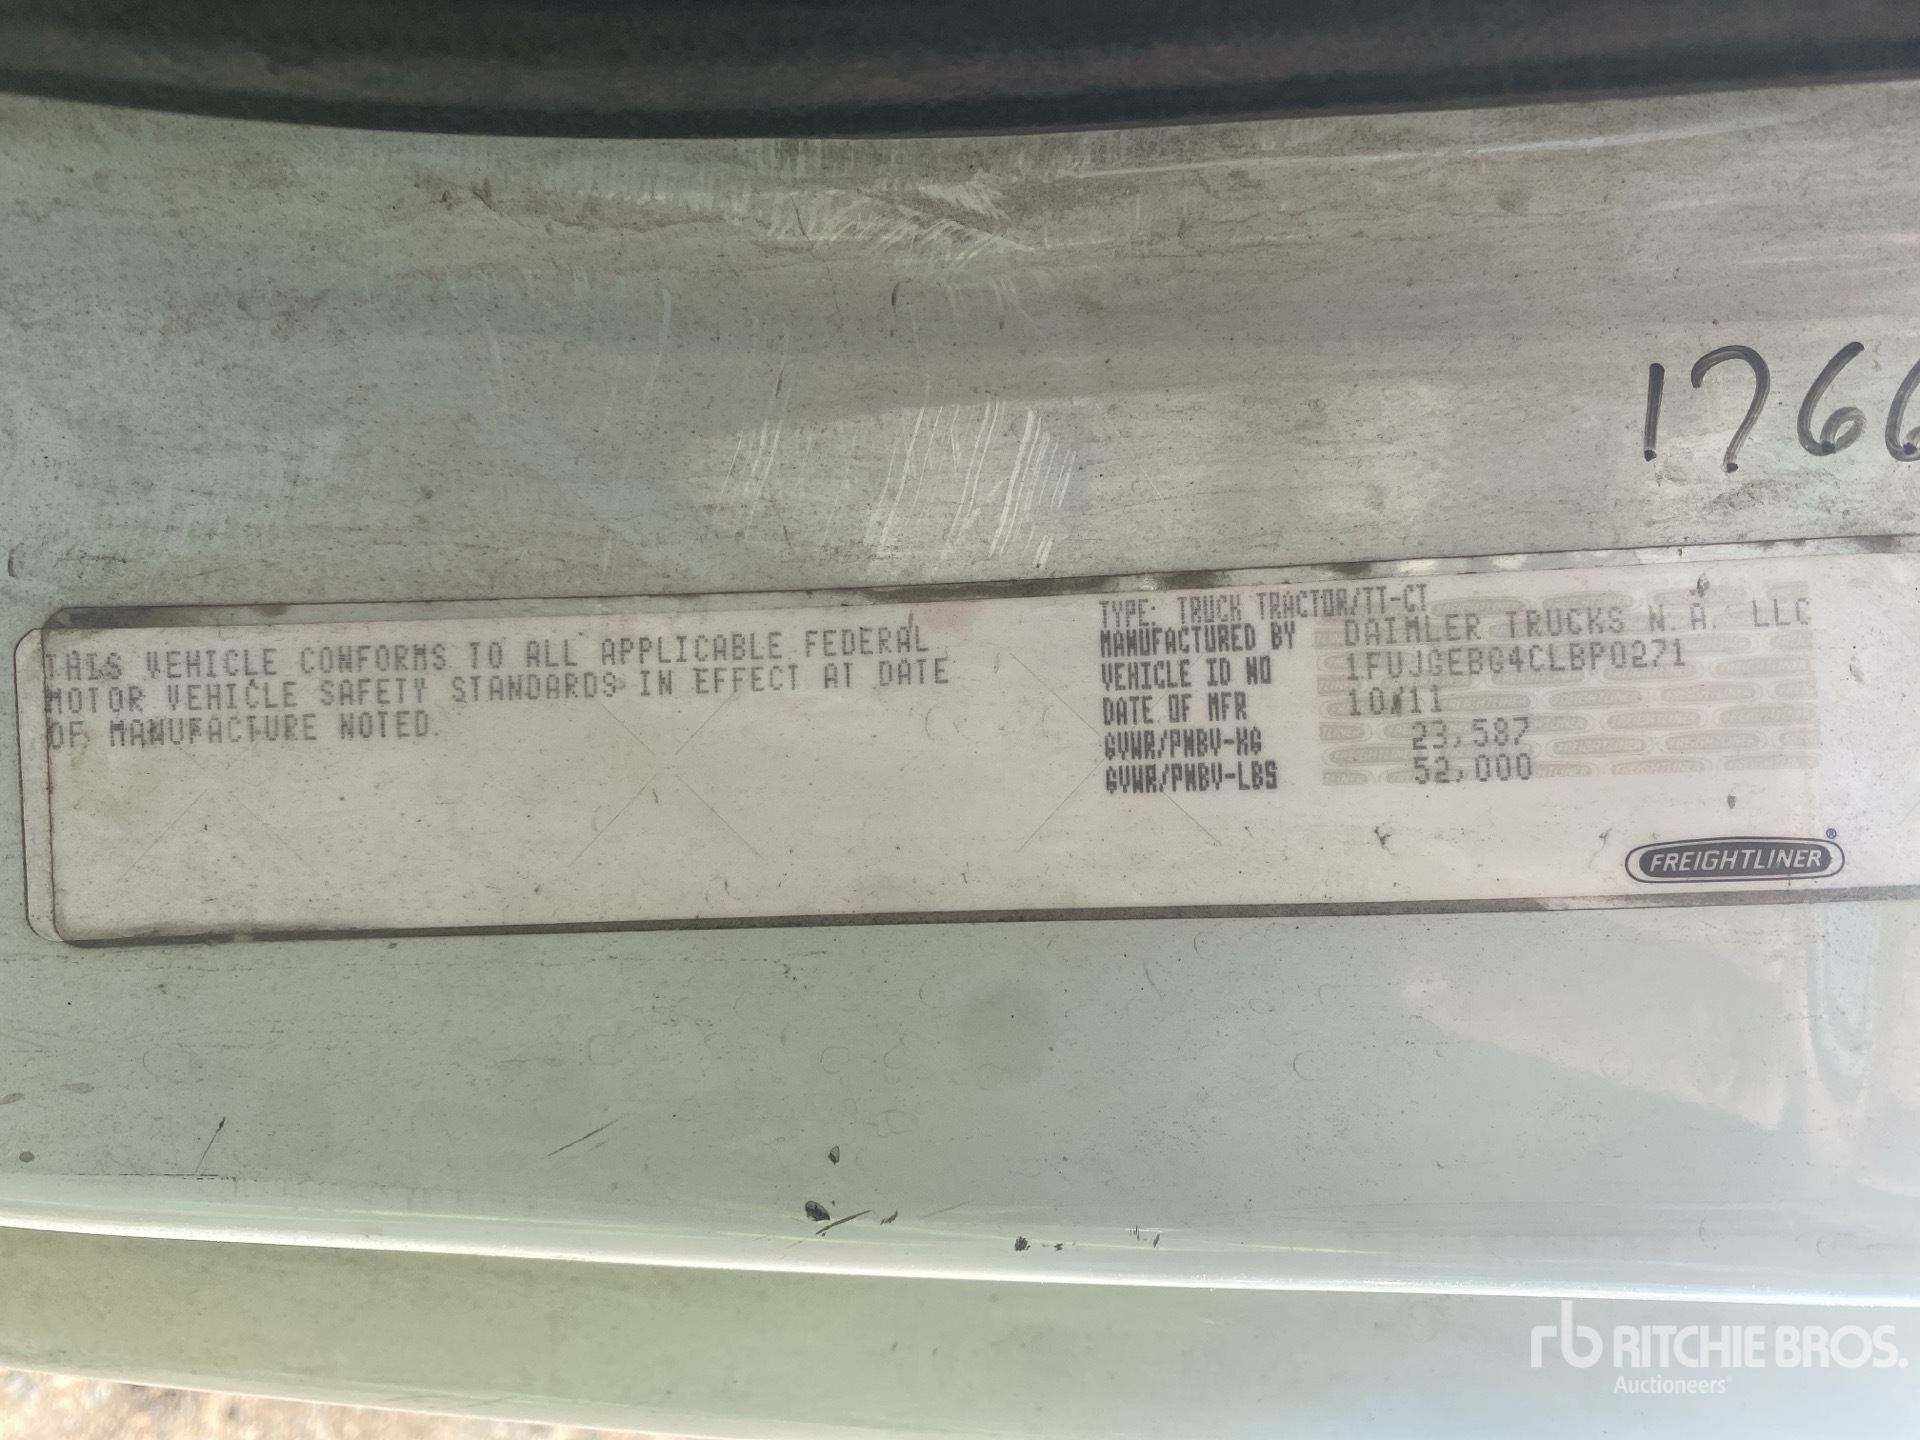 1766
THIS VEHICLE CONFORMS TO ALL APPLICABLE FEDERAL
MOTOR VEHICLE SAFETY STANDARDS IN EFFECT AT DATE
OF MANUFACTURE NOTED.
TYPE: TRUCK TRACTOR/TT-CT
MANUFACTURED BY DAIMLER TRUCKS N.A. LLC
VEHICLE ID NO 1FUJGEBG4CLBP0271
DATE OF MFR 10/11
GVWR/PNBV-KG 23,587
GVWR/PNBV-LBS 52,000
FREIGHTLINER®
rb RITCHIE BROS.
Auctioneers